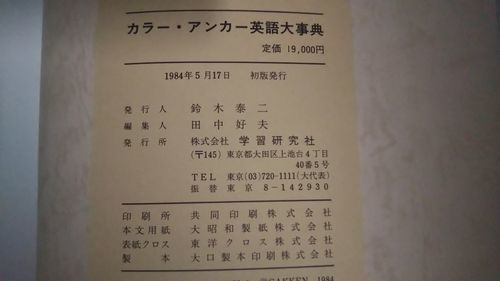 カラー・アンカー英語大事典
定価 19,000円
1984年5月17日 初版発行
発行人 鈴木泰二
編集人 田中好夫
発行所 株式会社 学習研究社
(〒145) 東京都大田区上池台4丁目
40番5号
TEL 東京(03)720-1111(大代表)
振替 東京 8-142930
印刷所 共同印刷株式会社
本文用紙 大昭和製紙株式会社
表紙クロス 東洋クロス株式会社
製本 大口製本印刷株式会社
©GAKKEN 1984